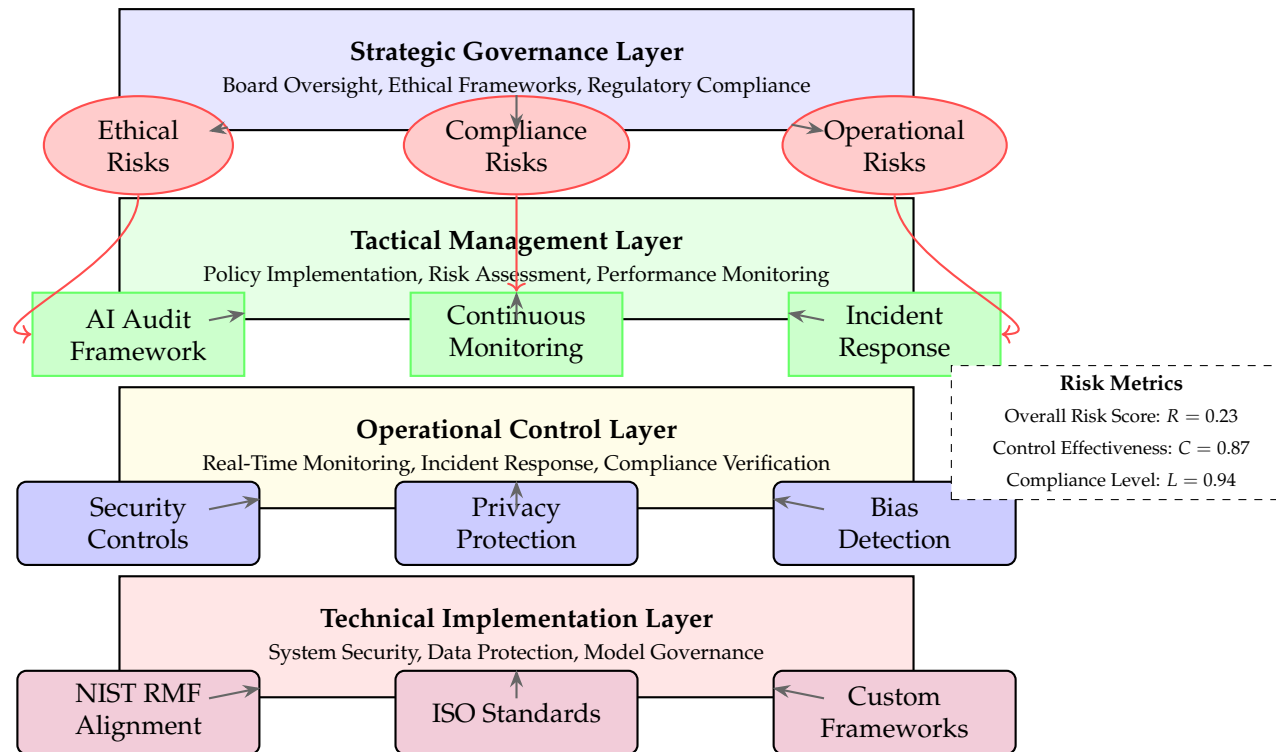 Strategic Governance Layer
Board Oversight, Ethical Frameworks, Regulatory Compliance
Ethical
Risks
Compliance
Risks
Operational
Risks
Tactical Management Layer
Policy Implementation, Risk Assessment, Performance Monitoring
AI Audit
Framework
Continuous
Monitoring
Incident
Response
Risk Metrics
Overall Risk Score: R = 0.23
Control Effectiveness: C = 0.87
Compliance Level: L = 0.94
Operational Control Layer
Real-Time Monitoring, Incident Response, Compliance Verification
Security
Controls
Privacy
Protection
Bias
Detection
Technical Implementation Layer
System Security, Data Protection, Model Governance
NIST RMF
Alignment
ISO Standards
Custom
Frameworks